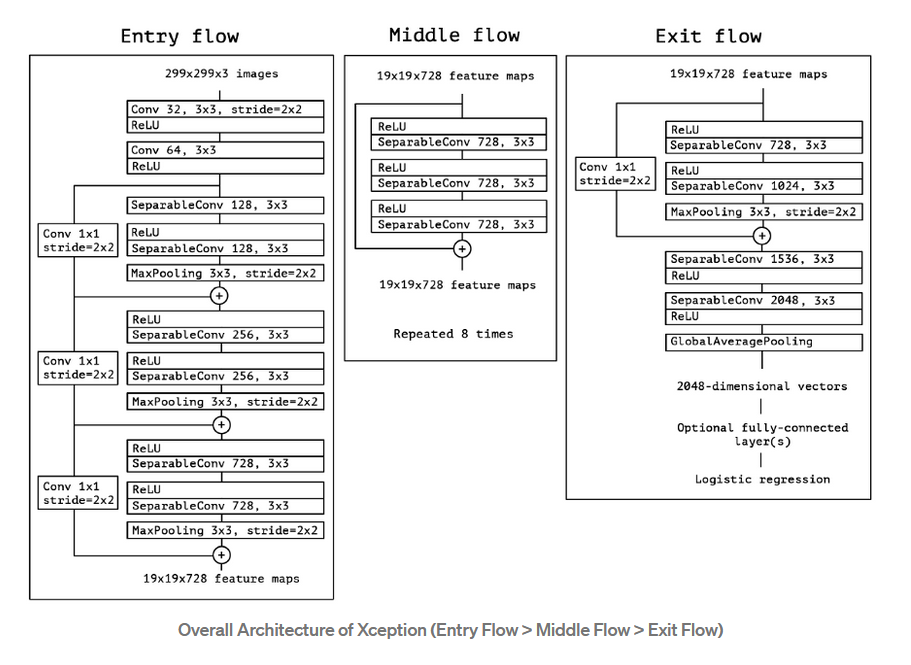 Entry flow
299x299x3 images
Conv 32, 3x3, stride=2x2
ReLU
Conv 64, 3x3
ReLU
SeparableConv 128, 3x3
Conv 1x1
stride=2x2
ReLU
SeparableConv 128, 3x3
MaxPooling 3x3, stride=2x2
+
ReLU
SeparableConv 256, 3x3
Conv 1x1
stride=2x2
ReLU
SeparableConv 256, 3x3
MaxPooling 3x3, stride=2x2
+
ReLU
SeparableConv 728, 3x3
Conv 1x1
stride=2x2
ReLU
SeparableConv 728, 3x3
MaxPooling 3x3, stride=2x2
+
19x19x728 feature maps
Middle flow
19x19x728 feature maps
ReLU
SeparableConv 728, 3x3
ReLU
SeparableConv 728, 3x3
ReLU
SeparableConv 728, 3x3
+
19x19x728 feature maps
Repeated 8 times
Exit flow
19x19x728 feature maps
ReLU
SeparableConv 728, 3x3
Conv 1x1
stride=2x2
ReLU
SeparableConv 1024, 3x3
MaxPooling 3x3, stride=2x2
+
SeparableConv 1536, 3x3
ReLU
SeparableConv 2048, 3x3
ReLU
GlobalAveragePooling
2048-dimensional vectors
Optional fully-connected
layer(s)
Logistic regression
Overall Architecture of Xception (Entry Flow > Middle Flow > Exit Flow)